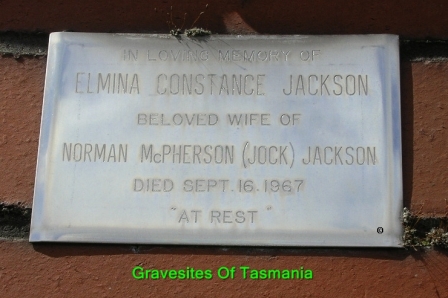 IN LOVING MEMORY OF
ELMINA CONSTANCE JACKSON
BELOVED WIFE OF
NORMAN McPHERSON (JOCK) JACKSON
DIED SEPT. 16. 1967
"AT REST"
Gravesites Of Tasmania